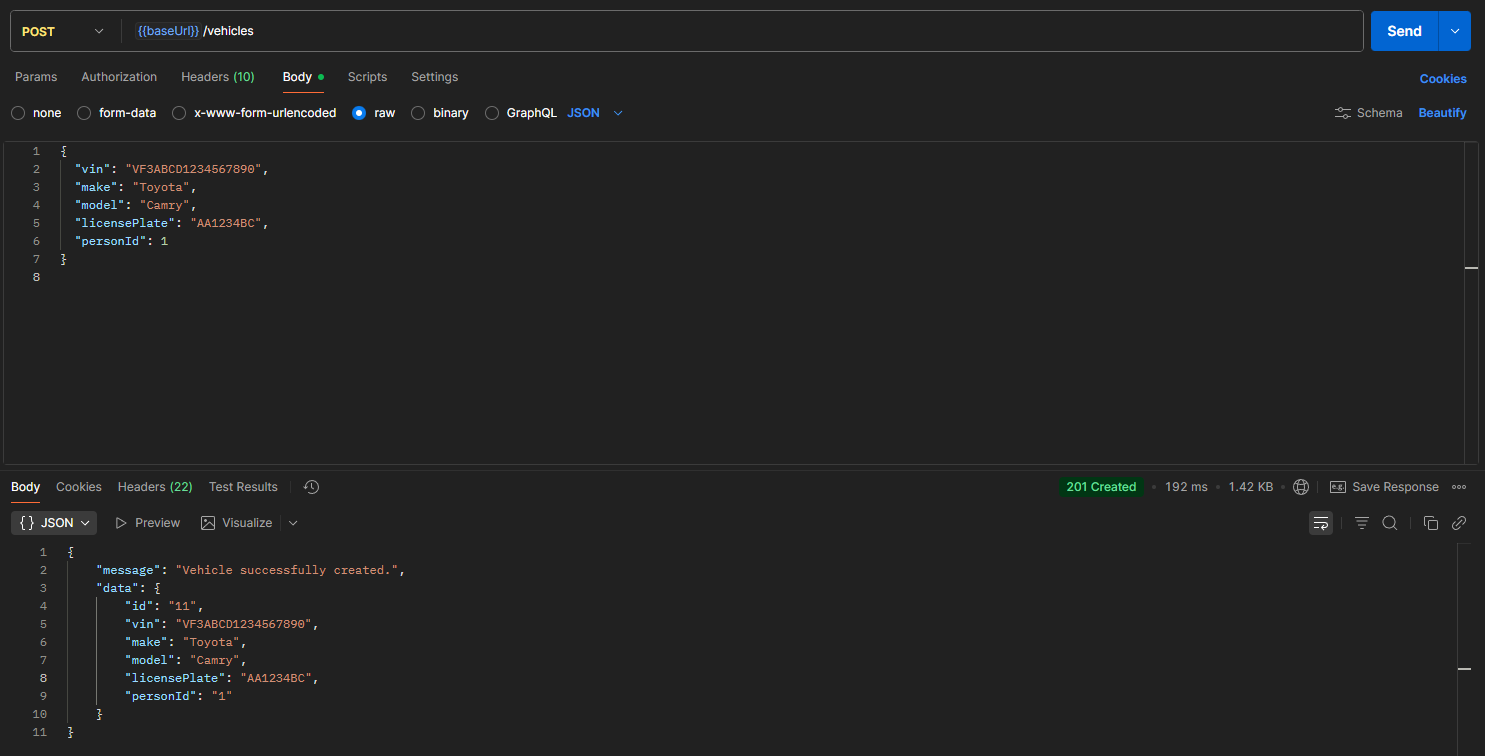 POST {{baseUrl}} /vehicles Send
Params Authorization Headers (10) Body Scripts Settings Cookies
none form-data x-www-form-urlencoded raw binary GraphQL JSON Schema Beautify
1 {
2 "vin": "VF3ABCD1234567890",
3 "make": "Toyota",
4 "model": "Camry",
5 "licensePlate": "AA1234BC",
6 "personId": 1
7 }
8
Body Cookies Headers (22) Test Results 201 Created • 192 ms • 1.42 KB • e.g. Save Response
{} JSON Preview Visualize
1 {
2 "message": "Vehicle successfully created.",
3 "data": {
4 "id": "11",
5 "vin": "VF3ABCD1234567890",
6 "make": "Toyota",
7 "model": "Camry",
8 "licensePlate": "AA1234BC",
9 "personId": "1"
10 }
11 }